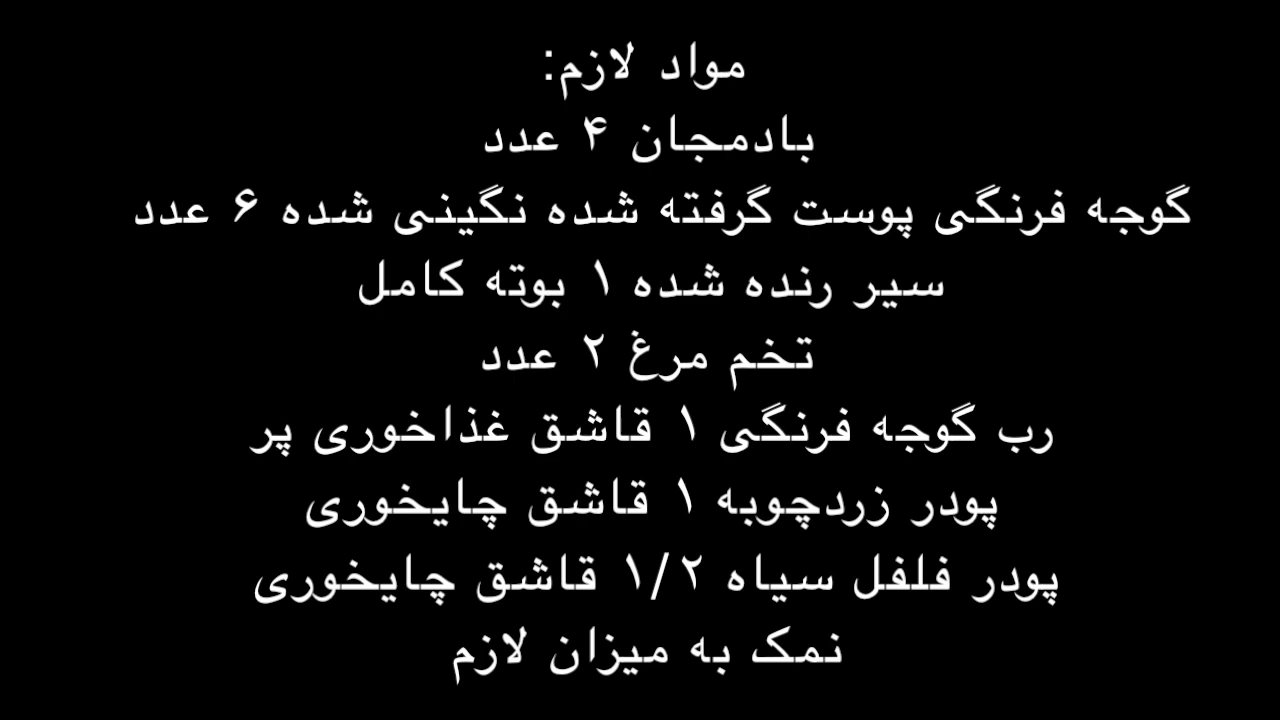 مواد لازم:
بادمجان ۴ عدد
گوجه فرنگی پوست گرفته شده نگینی شده ۶ عدد
سیر رنده شده ۱ بوته کامل
تخم مرغ ۲ عدد
رب گوجه فرنگی ۱ قاشق غذاخوری پر
پودر زردچوبه ۱ قاشق چایخوری
پودر فلفل سیاه ۱/۲ قاشق چایخوری
نمک به میزان لازم